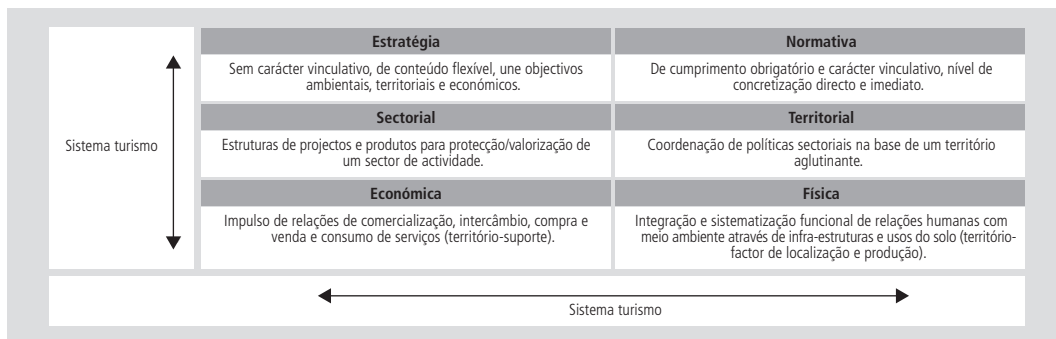 Estratégia
Normativa
Sem carácter vinculativo, de conteúdo flexível, une objectivos
ambientais, territoriais e económicos.
De cumprimento obrigatório e carácter vinculativo, nível de
concretização directo e imediato.
Sectorial
Territorial
Sistema turismo
Estruturas de projectos e produtos para protecção/valorização de
um sector de actividade.
Coordenação de políticas sectoriais na base de um território
aglutinante.
Económica
Física
Impulso de relações de comercialização, intercâmbio, compra e
venda e consumo de serviços (território-suporte).
Integração e sistematização funcional de relações humanas com
meio ambiente através de infra-estruturas e usos do solo (território-
factor de localização e produção).
Sistema turismo